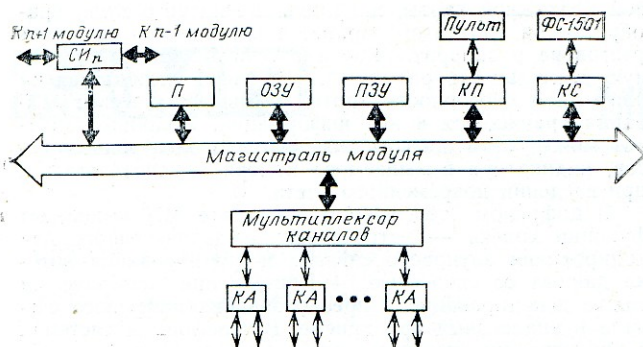 К n+1 модулю
К n-1 модулю
СИn
Пульт
ФС-1501
П
ОЗУ
ПЗУ
КП
КС
Магистраль модуля
Мультиплексор
каналов
КА
КА
КА